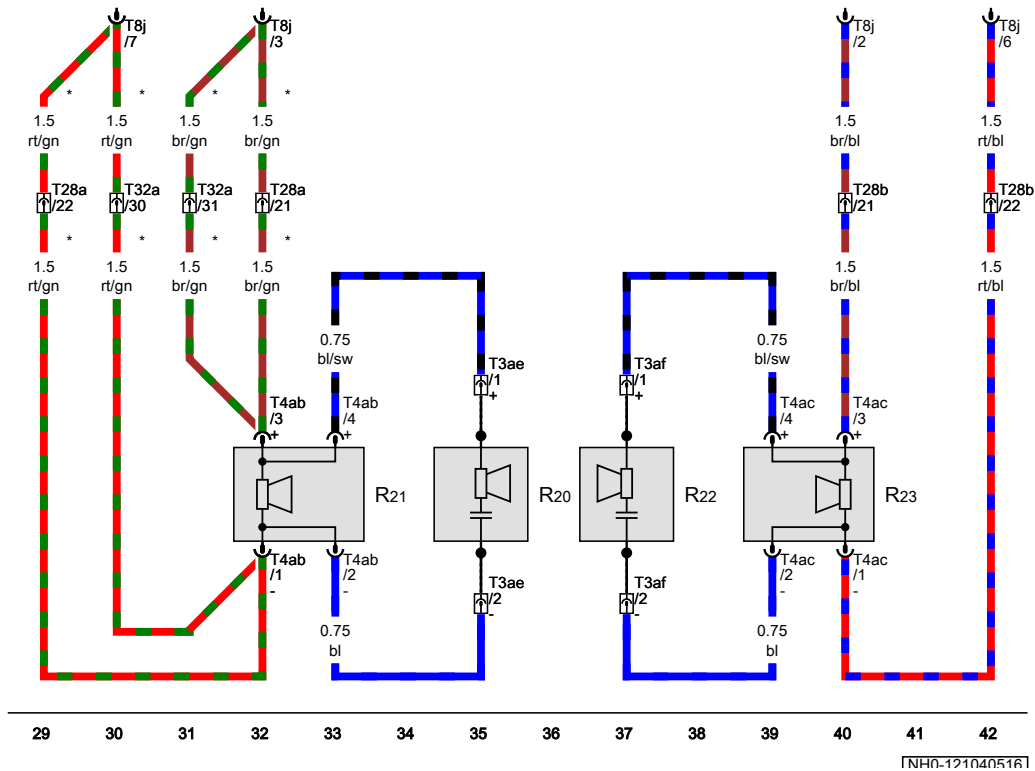 T8j T8j T8j T8j
/7 /3 /2 /6
* * * *
1.5 1.5 1.5 1.5 1.5 1.5
rt/gn rt/gn br/gn br/gn br/bl rt/bl
T28a T32a T32a T28a T28b T28b
/22 /30 /31 /21 /21 /22
* * * *
1.5 1.5 1.5 1.5 1.5 1.5
rt/gn rt/gn br/gn br/gn br/bl rt/bl
0.75 0.75
bl/sw bl/sw
T3ae T3af
/1 /1
+ +
T4ab T4ab T4ac T4ac
/3 /4 /4 /3
+ + + +
R21 R20 R22 R23
T4ab T4ab T4ac T4ac
/1 /2 /2 /1
- - - -
T3ae T3af
/2 /2
- -
0.75 0.75
bl bl
29 30 31 32 33 34 35 36 37 38 39 40 41 42
NH0-121040516